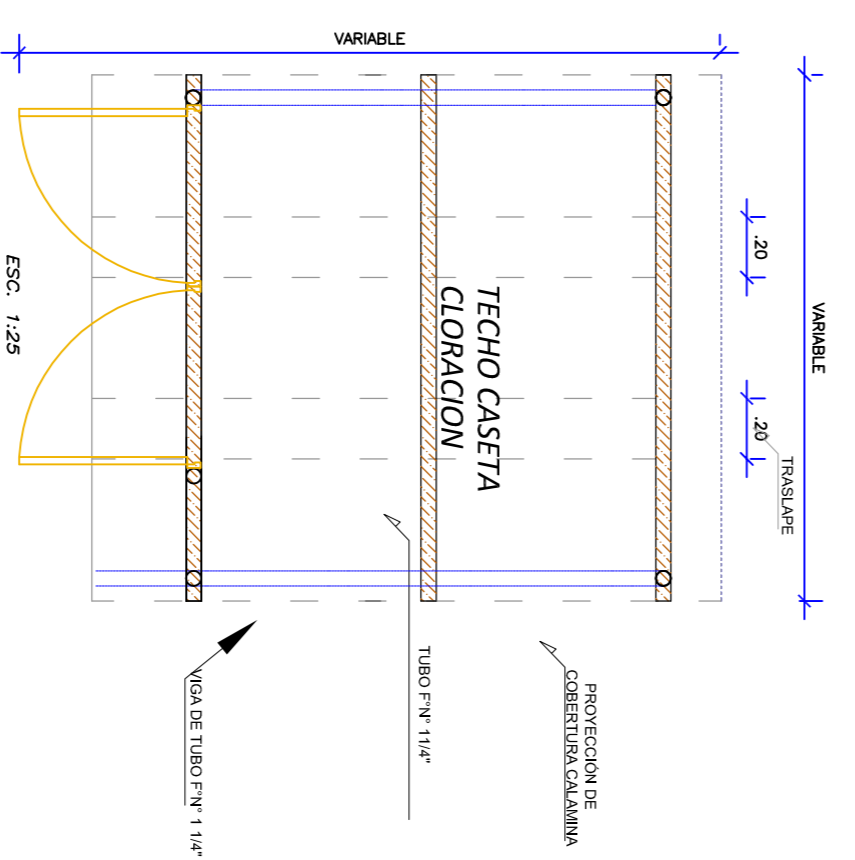 VARIABLE
VARIABLE
.20
.20
TRASLAPE
TECHO CASETA
CLORACION
ESC. 1:25
PROYECCIÓN DE
COBERTURA CALAMINA
TUBO F°N° 11/4"
VIGA DE TUBO F°N° 1 1/4"